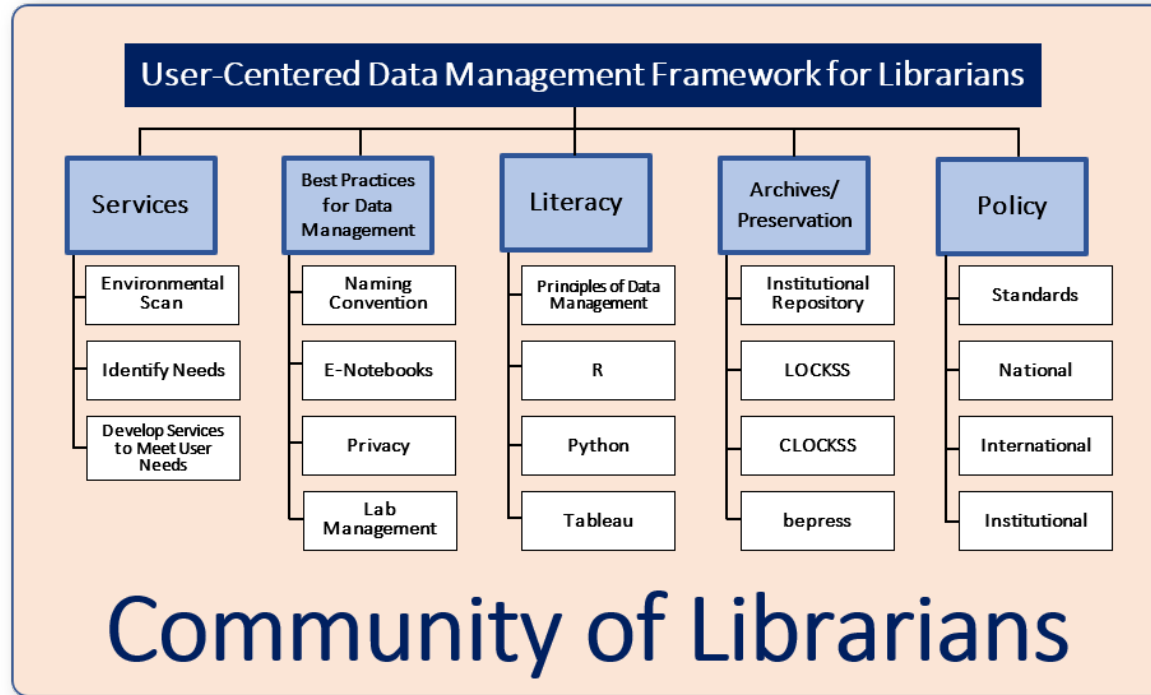 User-Centered Data Management Framework for Librarians
Services
Environmental
Scan
Identify Needs
Develop Services
to Meet User
Needs
Best Practices
for Data
Management
Naming
Convention
E-Notebooks
Privacy
Lab
Management
Literacy
Principles of Data
Management
R
Python
Tableau
Archives/
Preservation
Institutional
Repository
LOCKSS
CLOCKSS
bepress
Policy
Standards
National
International
Institutional
Community of Librarians